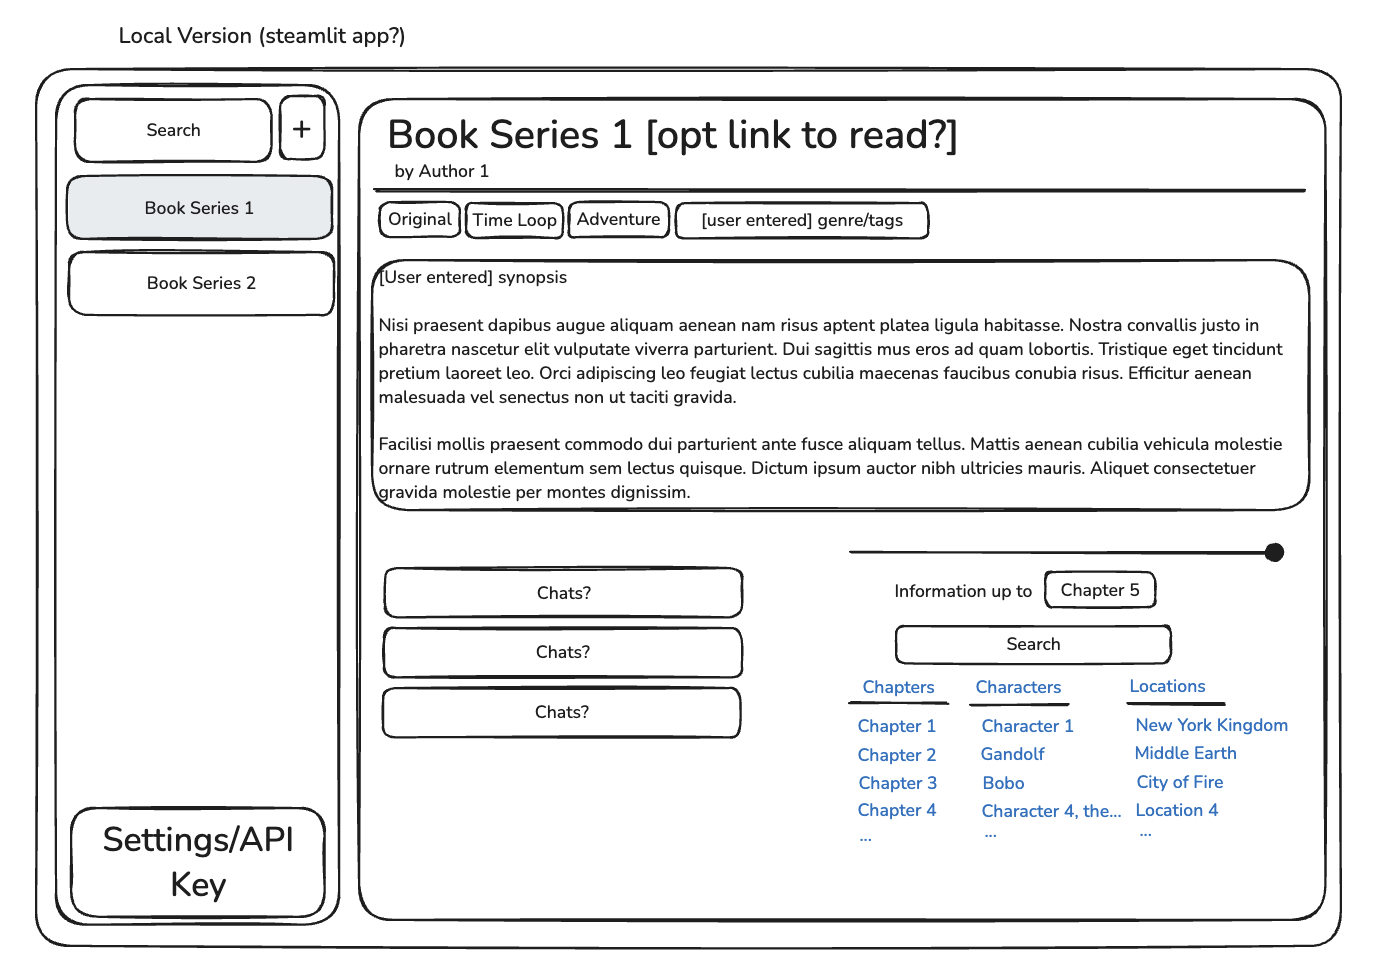 Local Version (steamlit app?)
Search
+
Book Series 1
Book Series 2
Settings/API
Key
Book Series 1 [opt link to read?]
by Author 1
Original
Time Loop
Adventure
[user entered] genre/tags
[User entered] synopsis
Nisi praesent dapibus augue aliquam aenean nam risus aptent platea ligula habitasse. Nostra convallis justo in
pharetra nascetur elit vulputate viverra parturient. Dui sagittis mus eros ad quam lobortis. Tristique eget tincidunt
pretium laoreet leo. Orci adipiscing leo feugiat lectus cubilia maecenas faucibus conubia risus. Efficitur aenean
malesuada vel senectus non ut taciti gravida.
Facilisi mollis praesent commodo dui parturient ante fusce aliquam tellus. Mattis aenean cubilia vehicula molestie
ornare rutrum elementum sem lectus quisque. Dictum ipsum auctor nibh ultricies mauris. Aliquet consectetuer
gravida molestie per montes dignissim.
Chats?
Chats?
Chats?
Information up to
Chapter 5
Search
Chapters
Chapter 1
Chapter 2
Chapter 3
Chapter 4
...
Characters
Character 1
Gandolf
Bobo
Character 4, the...
...
Locations
New York Kingdom
Middle Earth
City of Fire
Location 4
...